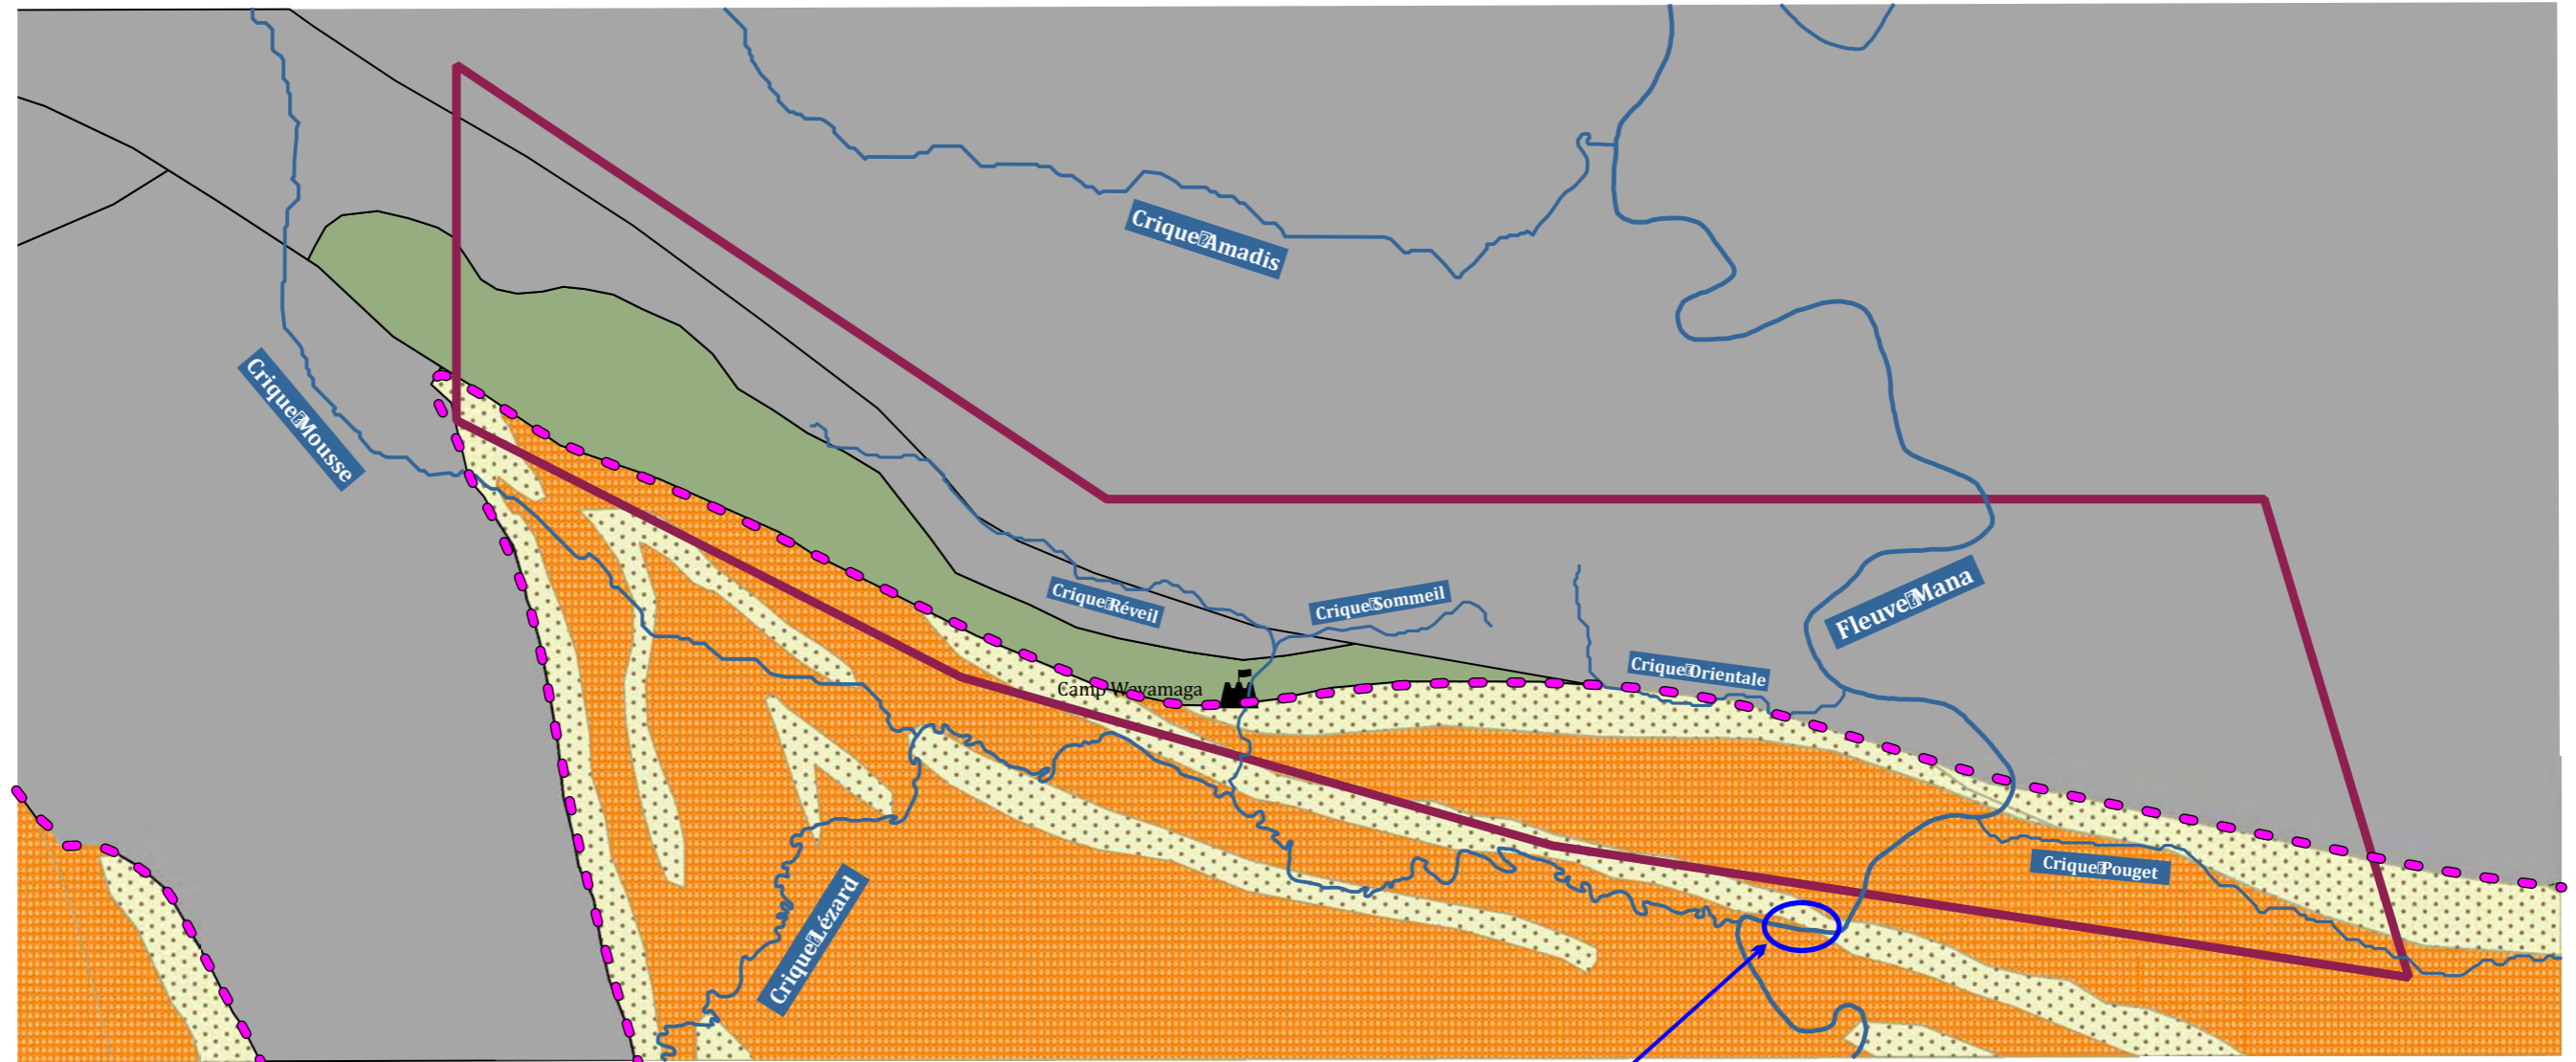 Crique Amadis
Crique Mousse
Crique Réveil
Crique Sommeil
Fleuve Mana
Crique Orientale
Camp Wayamaga
Crique Pouget
Crique Lézard